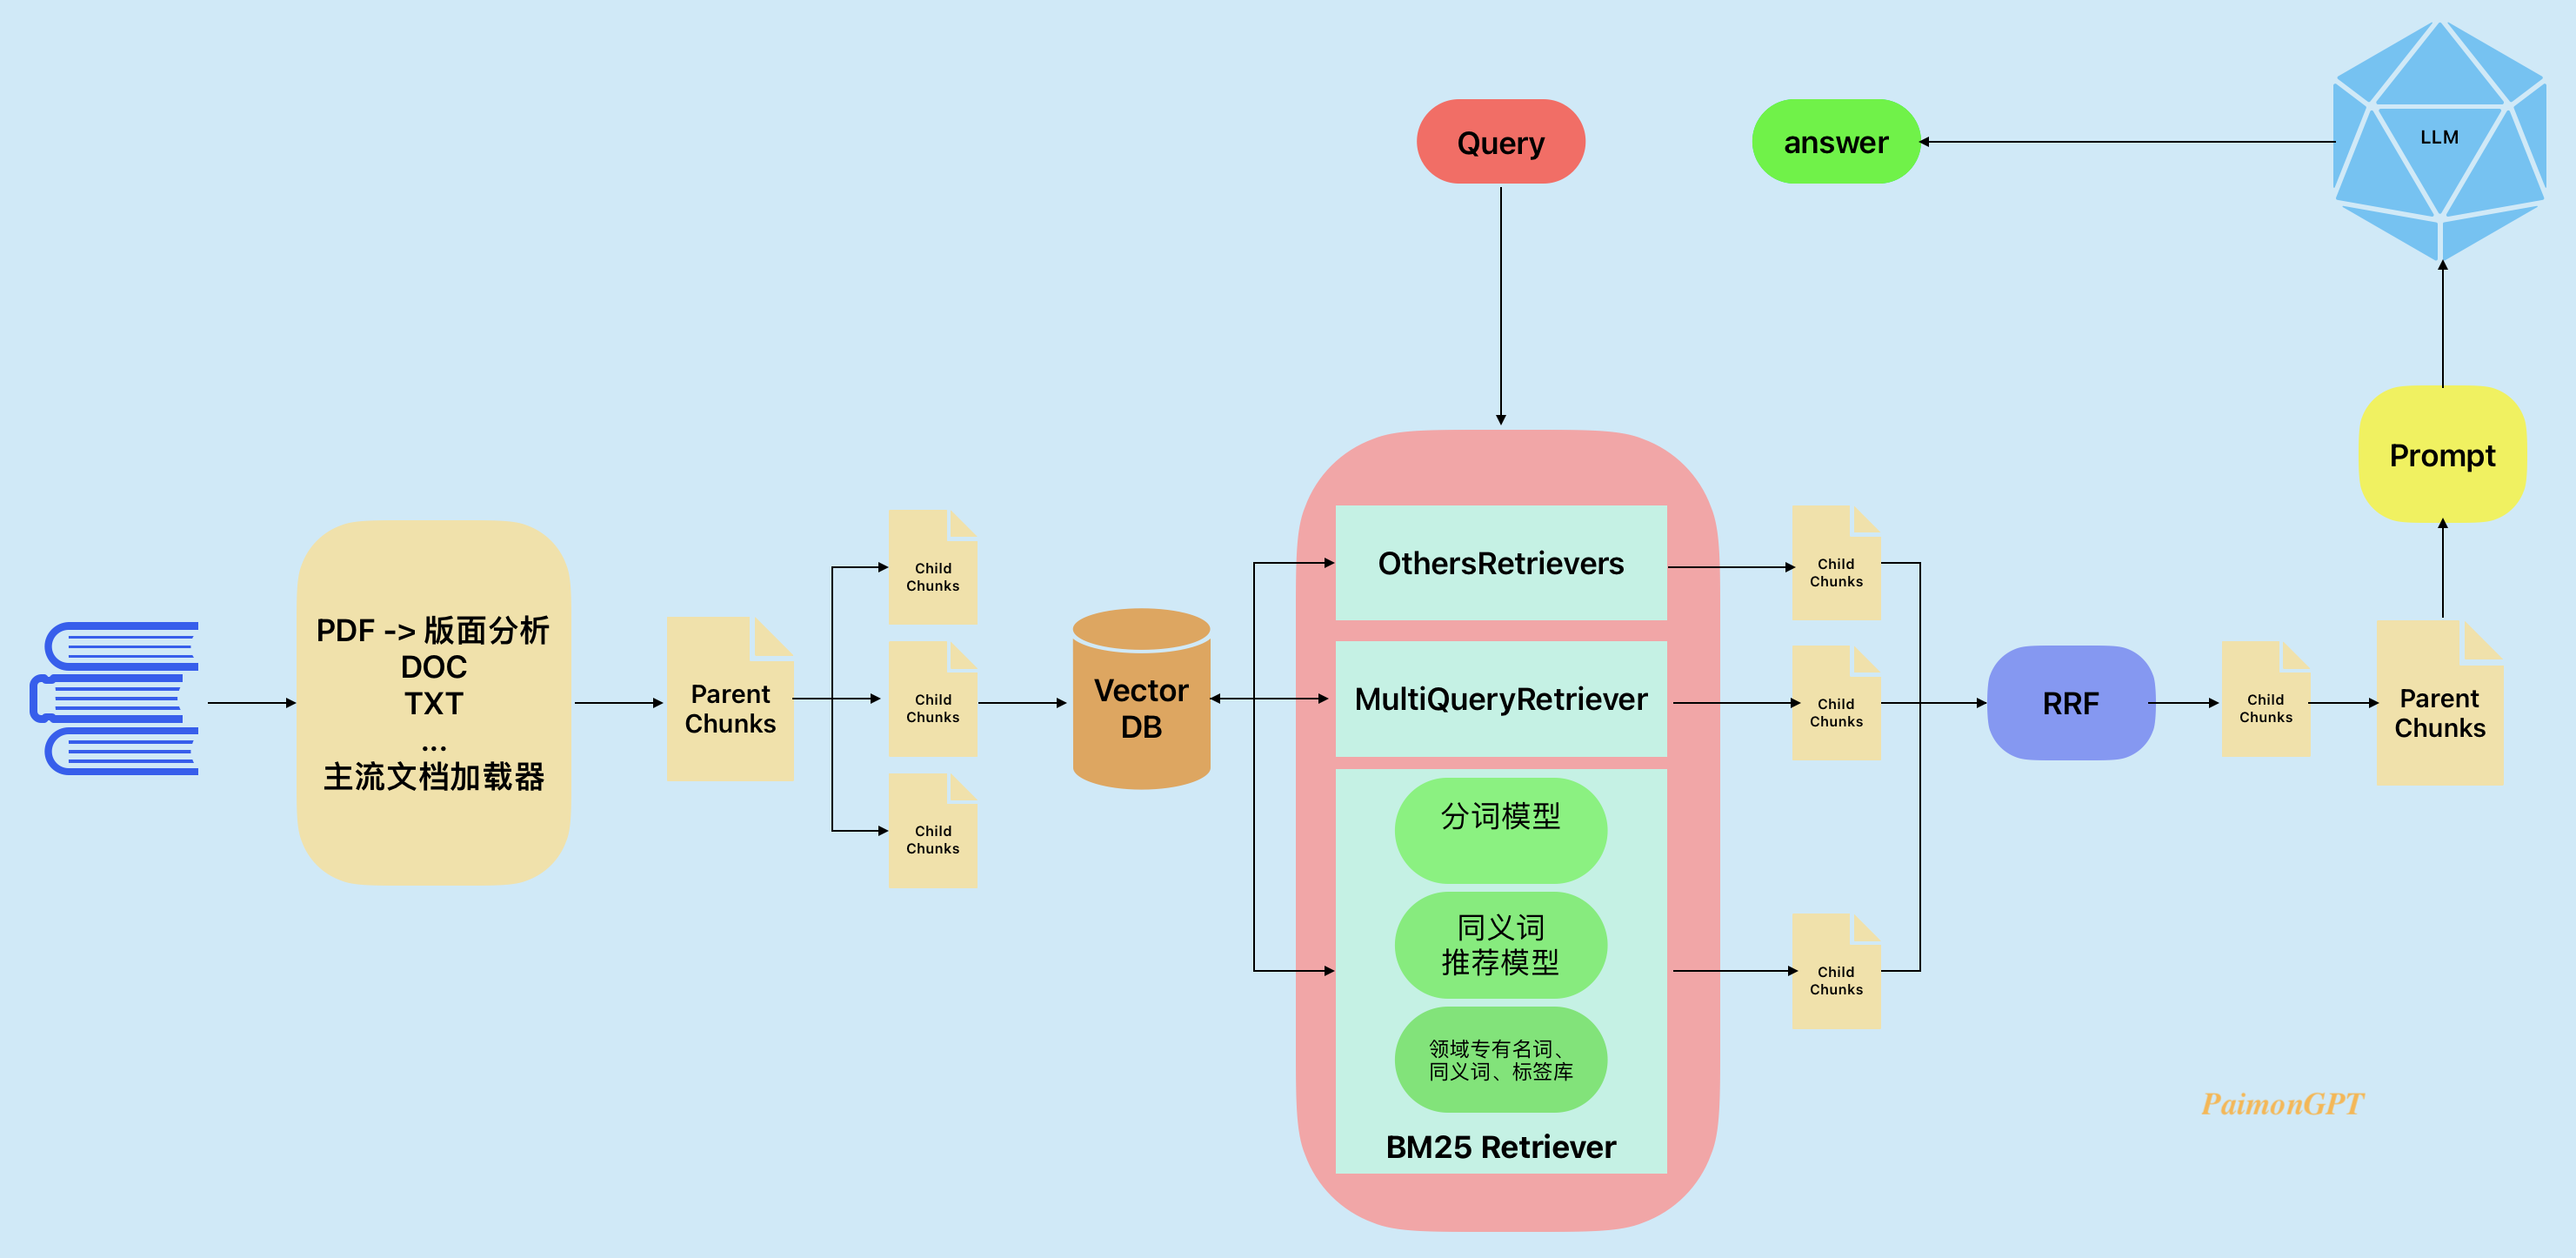 Query
answer
LLM
Prompt
PDF -> 版面分析
DOC
TXT
...
主流文档加载器
Parent
Chunks
Child
Chunks
Child
Chunks
Child
Chunks
Vector
DB
OthersRetrievers
MultiQueryRetriever
分词模型
同义词
推荐模型
领域专有名词、
同义词、标签库
BM25 Retriever
Child
Chunks
Child
Chunks
Child
Chunks
RRF
Child
Chunks
Parent
Chunks
PaimonGPT